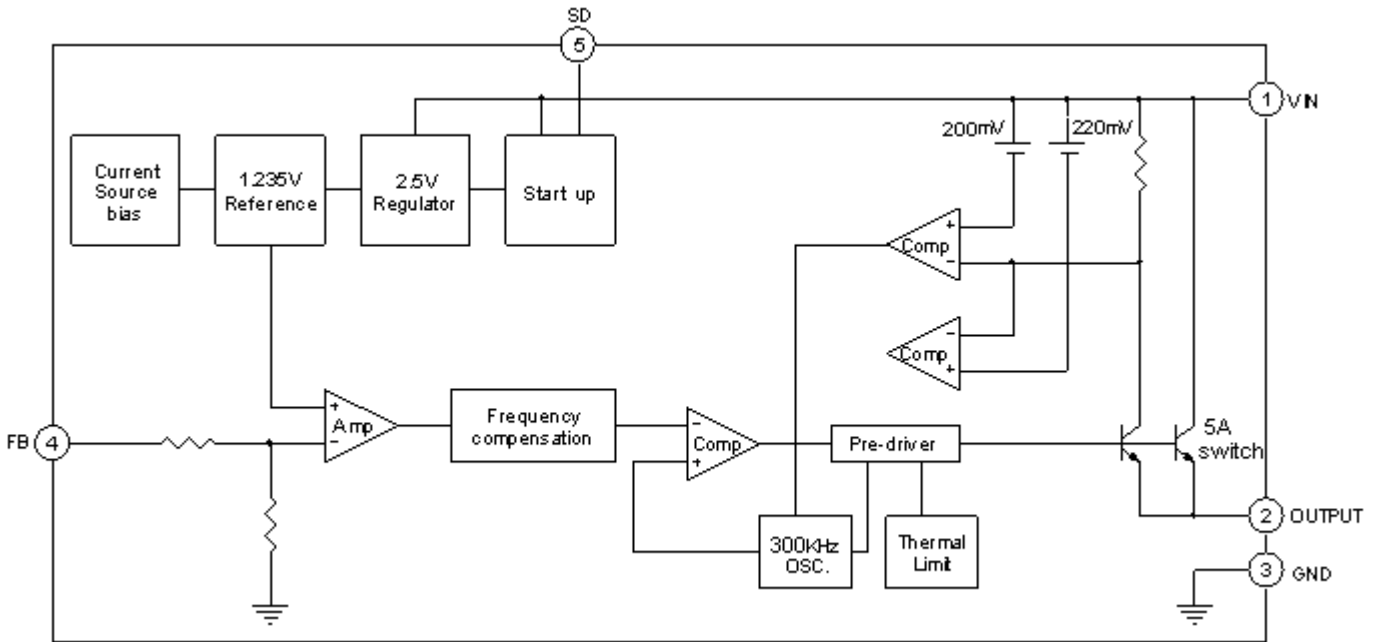 SD
5
1 VIN
200mV 220mV
Current
Source
bias
1.235V
Reference
2.5V
Regulator
Start up
+
Comp
-
-
Comp
+
+
Amp
-
Frequency
compensation
-
Comp
+
Pre-driver
5A
switch
FB 4
300KHz
OSC.
Thermal
Limit
2 OUTPUT
3 GND